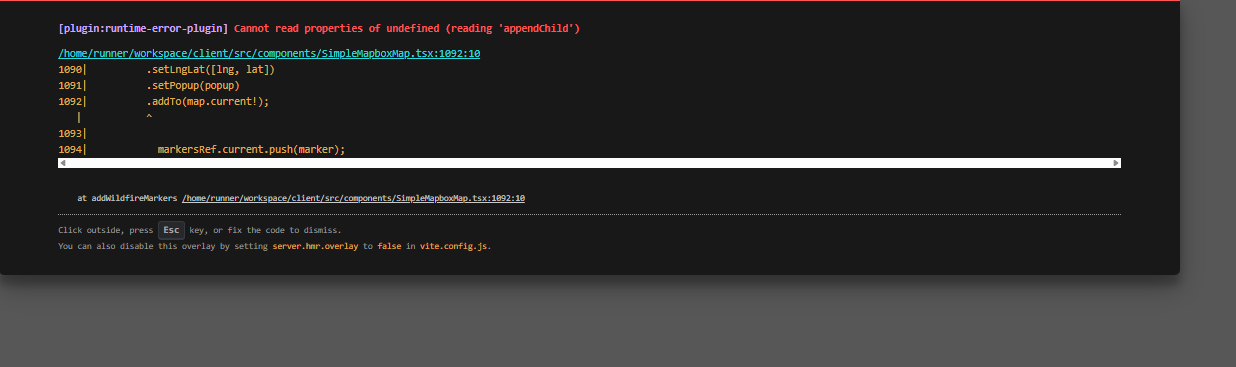 [plugin:runtime-error-plugin] Cannot read properties of undefined (reading 'appendChild')
/home/runner/workspace/client/src/components/SimpleMapboxMap.tsx:1092:10
1090|         .setLngLat([lng, lat])
1091|         .setPopup(popup)
1092|         .addTo(map.current!);
   |         ^
1093|
1094|           markersRef.current.push(marker);
at addWildfireMarkers /home/runner/workspace/client/src/components/SimpleMapboxMap.tsx:1092:10
Click outside, press Esc key, or fix the code to dismiss.
You can also disable this overlay by setting server.hmr.overlay to false in vite.config.js.